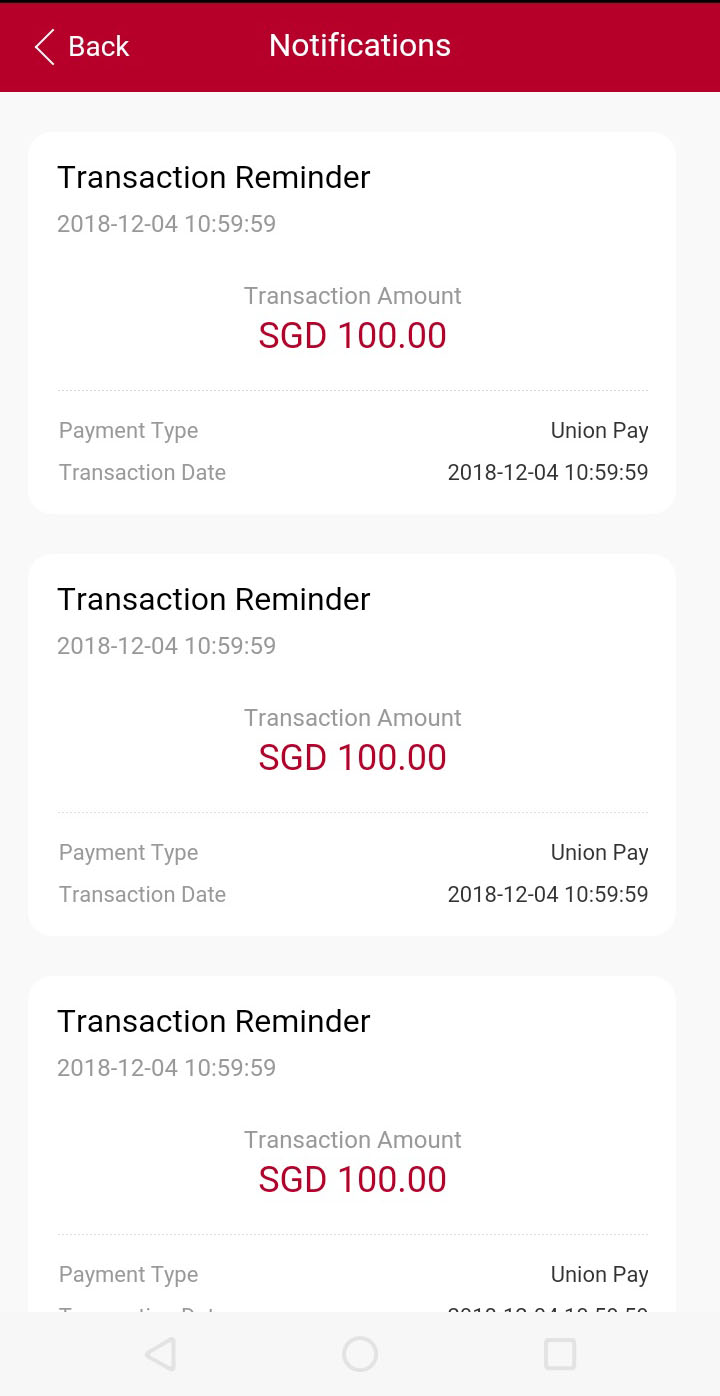 Back
Notifications
Transaction Reminder
2018-12-04 10:59:59
Transaction Amount
SGD 100.00
Payment Type Union Pay
Transaction Date 2018-12-04 10:59:59
Transaction Reminder
2018-12-04 10:59:59
Transaction Amount
SGD 100.00
Payment Type Union Pay
Transaction Date 2018-12-04 10:59:59
Transaction Reminder
2018-12-04 10:59:59
Transaction Amount
SGD 100.00
Payment Type Union Pay